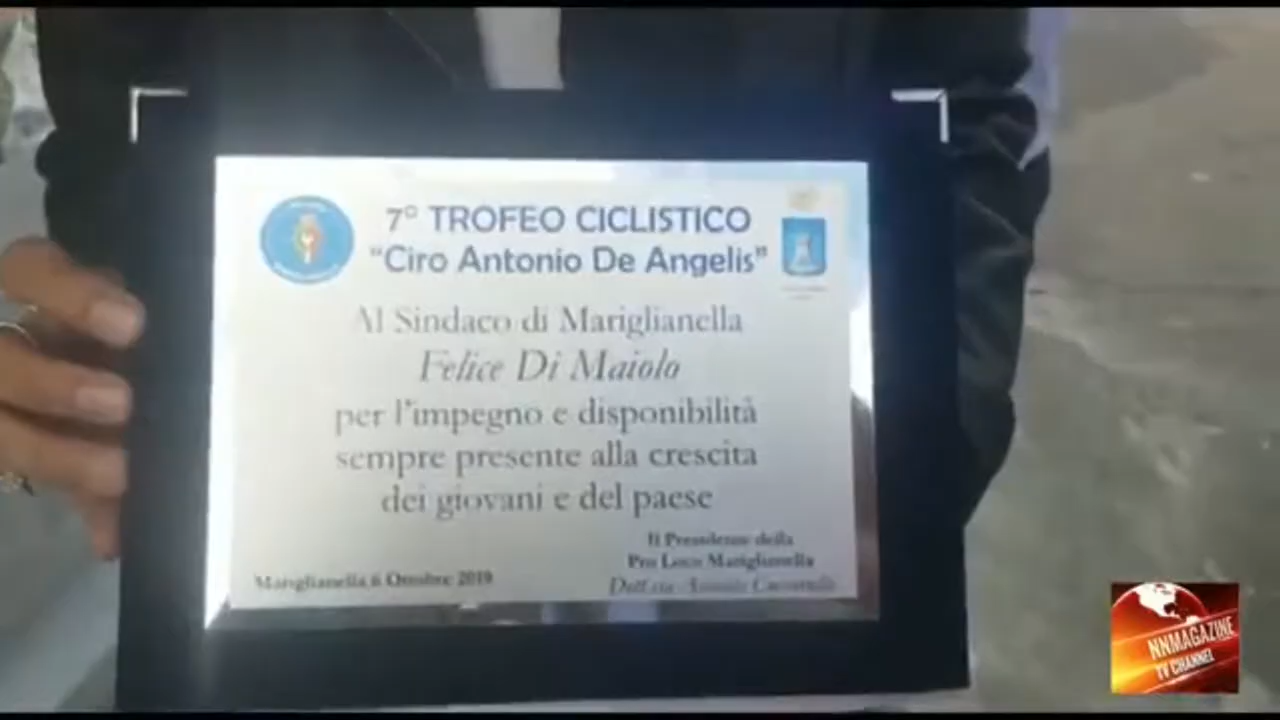 7° TROFEO CICLISTICO
"Ciro Antonio De Angelis"
Al Sindaco di Mariglianella
Felice Di Maiolo
per l'impegno e disponibilità
sempre presente alla crescita
dei giovani e del paese
Il Presidente della
Pro Loco Mariglianella
Mariglianella 6 Ottobre 2019
Dott.ssa
NNMAGAZINE
TV CHANNEL